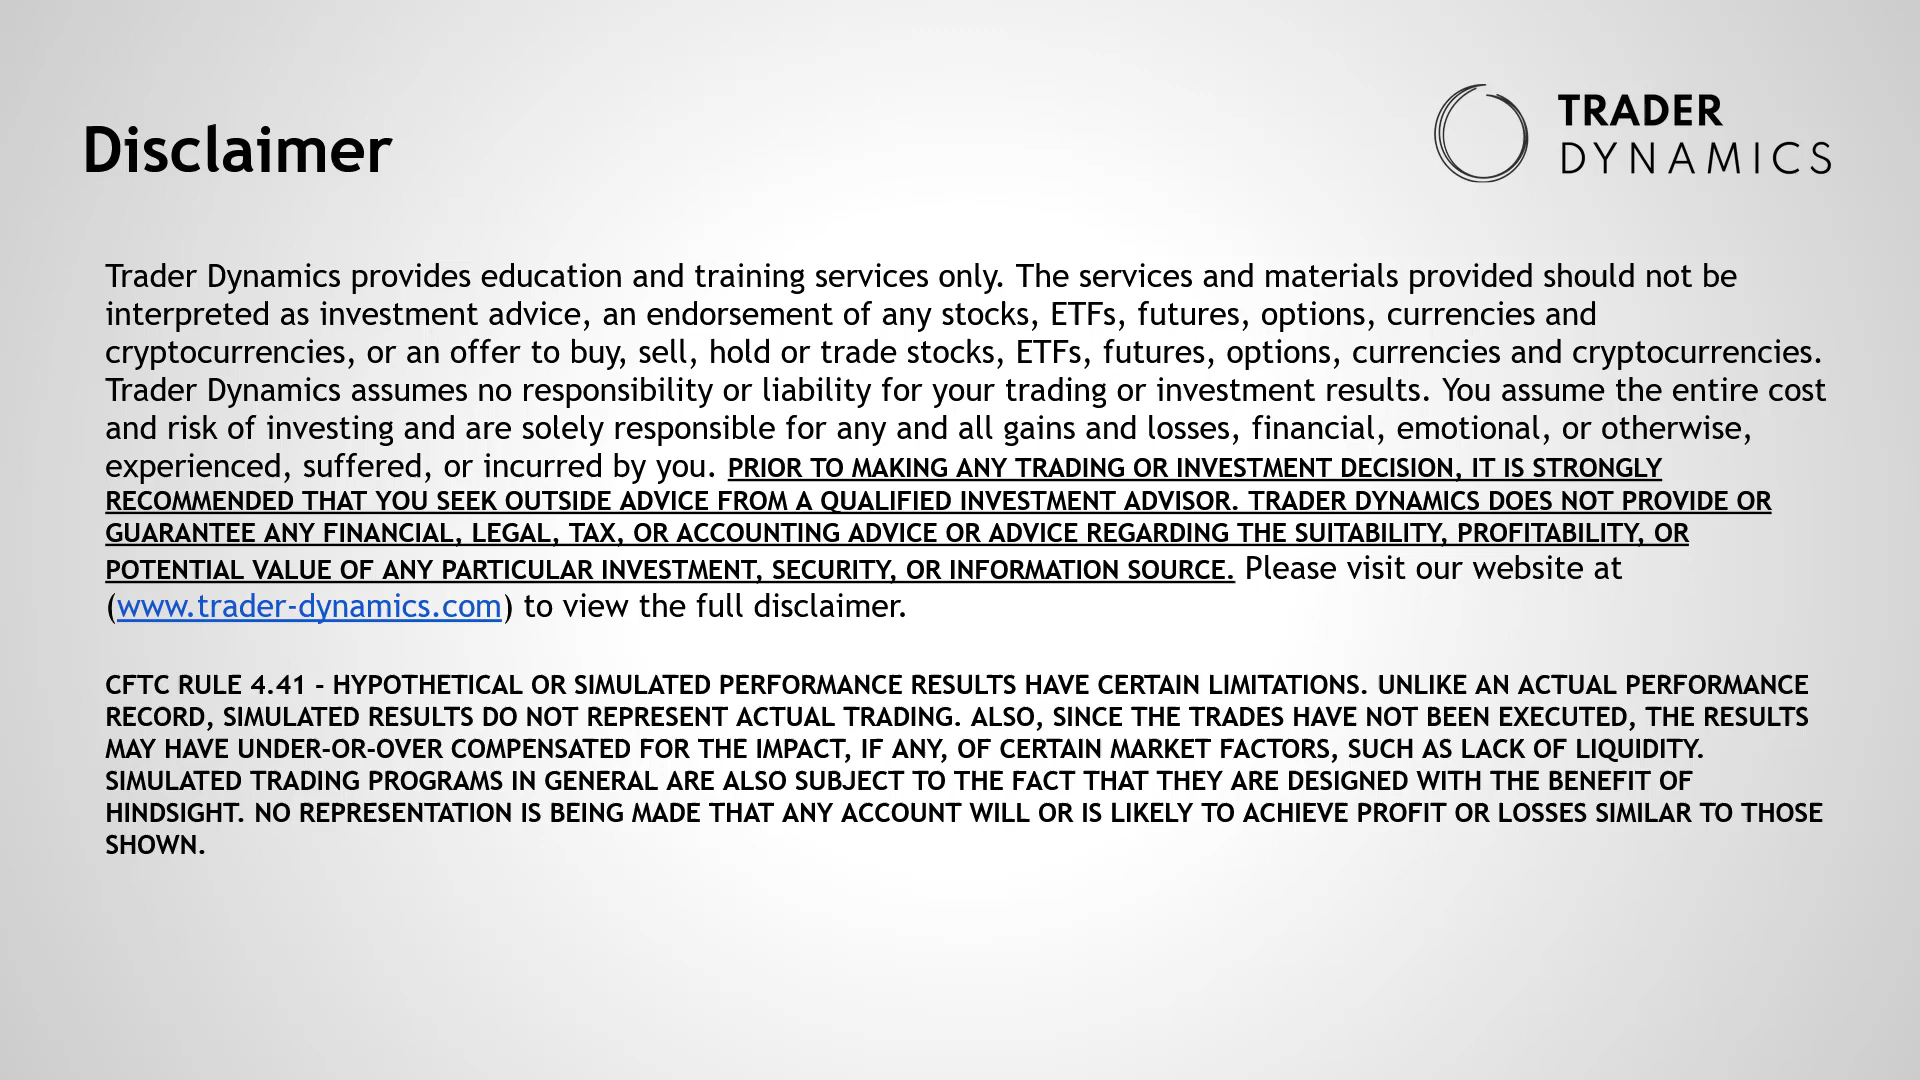 Disclaimer
TRADER
DYNAMICS
Trader Dynamics provides education and training services only. The services and materials provided should not be
interpreted as investment advice, an endorsement of any stocks, ETFs, futures, options, currencies and
cryptocurrencies, or an offer to buy, sell, hold or trade stocks, ETFs, futures, options, currencies and cryptocurrencies.
Trader Dynamics assumes no responsibility or liability for your trading or investment results. You assume the entire cost
and risk of investing and are solely responsible for any and all gains and losses, financial, emotional, or otherwise,
experienced, suffered, or incurred by you. PRIOR TO MAKING ANY TRADING OR INVESTMENT DECISION, IT IS STRONGLY
RECOMMENDED THAT YOU SEEK OUTSIDE ADVICE FROM A QUALIFIED INVESTMENT ADVISOR. TRADER DYNAMICS DOES NOT PROVIDE OR
GUARANTEE ANY FINANCIAL, LEGAL, TAX, OR ACCOUNTING ADVICE OR ADVICE REGARDING THE SUITABILITY, PROFITABILITY, OR
POTENTIAL VALUE OF ANY PARTICULAR INVESTMENT, SECURITY, OR INFORMATION SOURCE. Please visit our website at
(www.trader-dynamics.com) to view the full disclaimer.
CFTC RULE 4.41 - HYPOTHETICAL OR SIMULATED PERFORMANCE RESULTS HAVE CERTAIN LIMITATIONS. UNLIKE AN ACTUAL PERFORMANCE
RECORD, SIMULATED RESULTS DO NOT REPRESENT ACTUAL TRADING. ALSO, SINCE THE TRADES HAVE NOT BEEN EXECUTED, THE RESULTS
MAY HAVE UNDER-OR-OVER COMPENSATED FOR THE IMPACT, IF ANY, OF CERTAIN MARKET FACTORS, SUCH AS LACK OF LIQUIDITY.
SIMULATED TRADING PROGRAMS IN GENERAL ARE ALSO SUBJECT TO THE FACT THAT THEY ARE DESIGNED WITH THE BENEFIT OF
HINDSIGHT. NO REPRESENTATION IS BEING MADE THAT ANY ACCOUNT WILL OR IS LIKELY TO ACHIEVE PROFIT OR LOSSES SIMILAR TO THOSE
SHOWN.